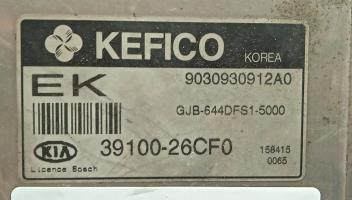 KEFICO KOREA
EK 9030930912A0
GJB-644DFS1-5000
KIA 39100-26CF0 158415
Licence Bosch 0065